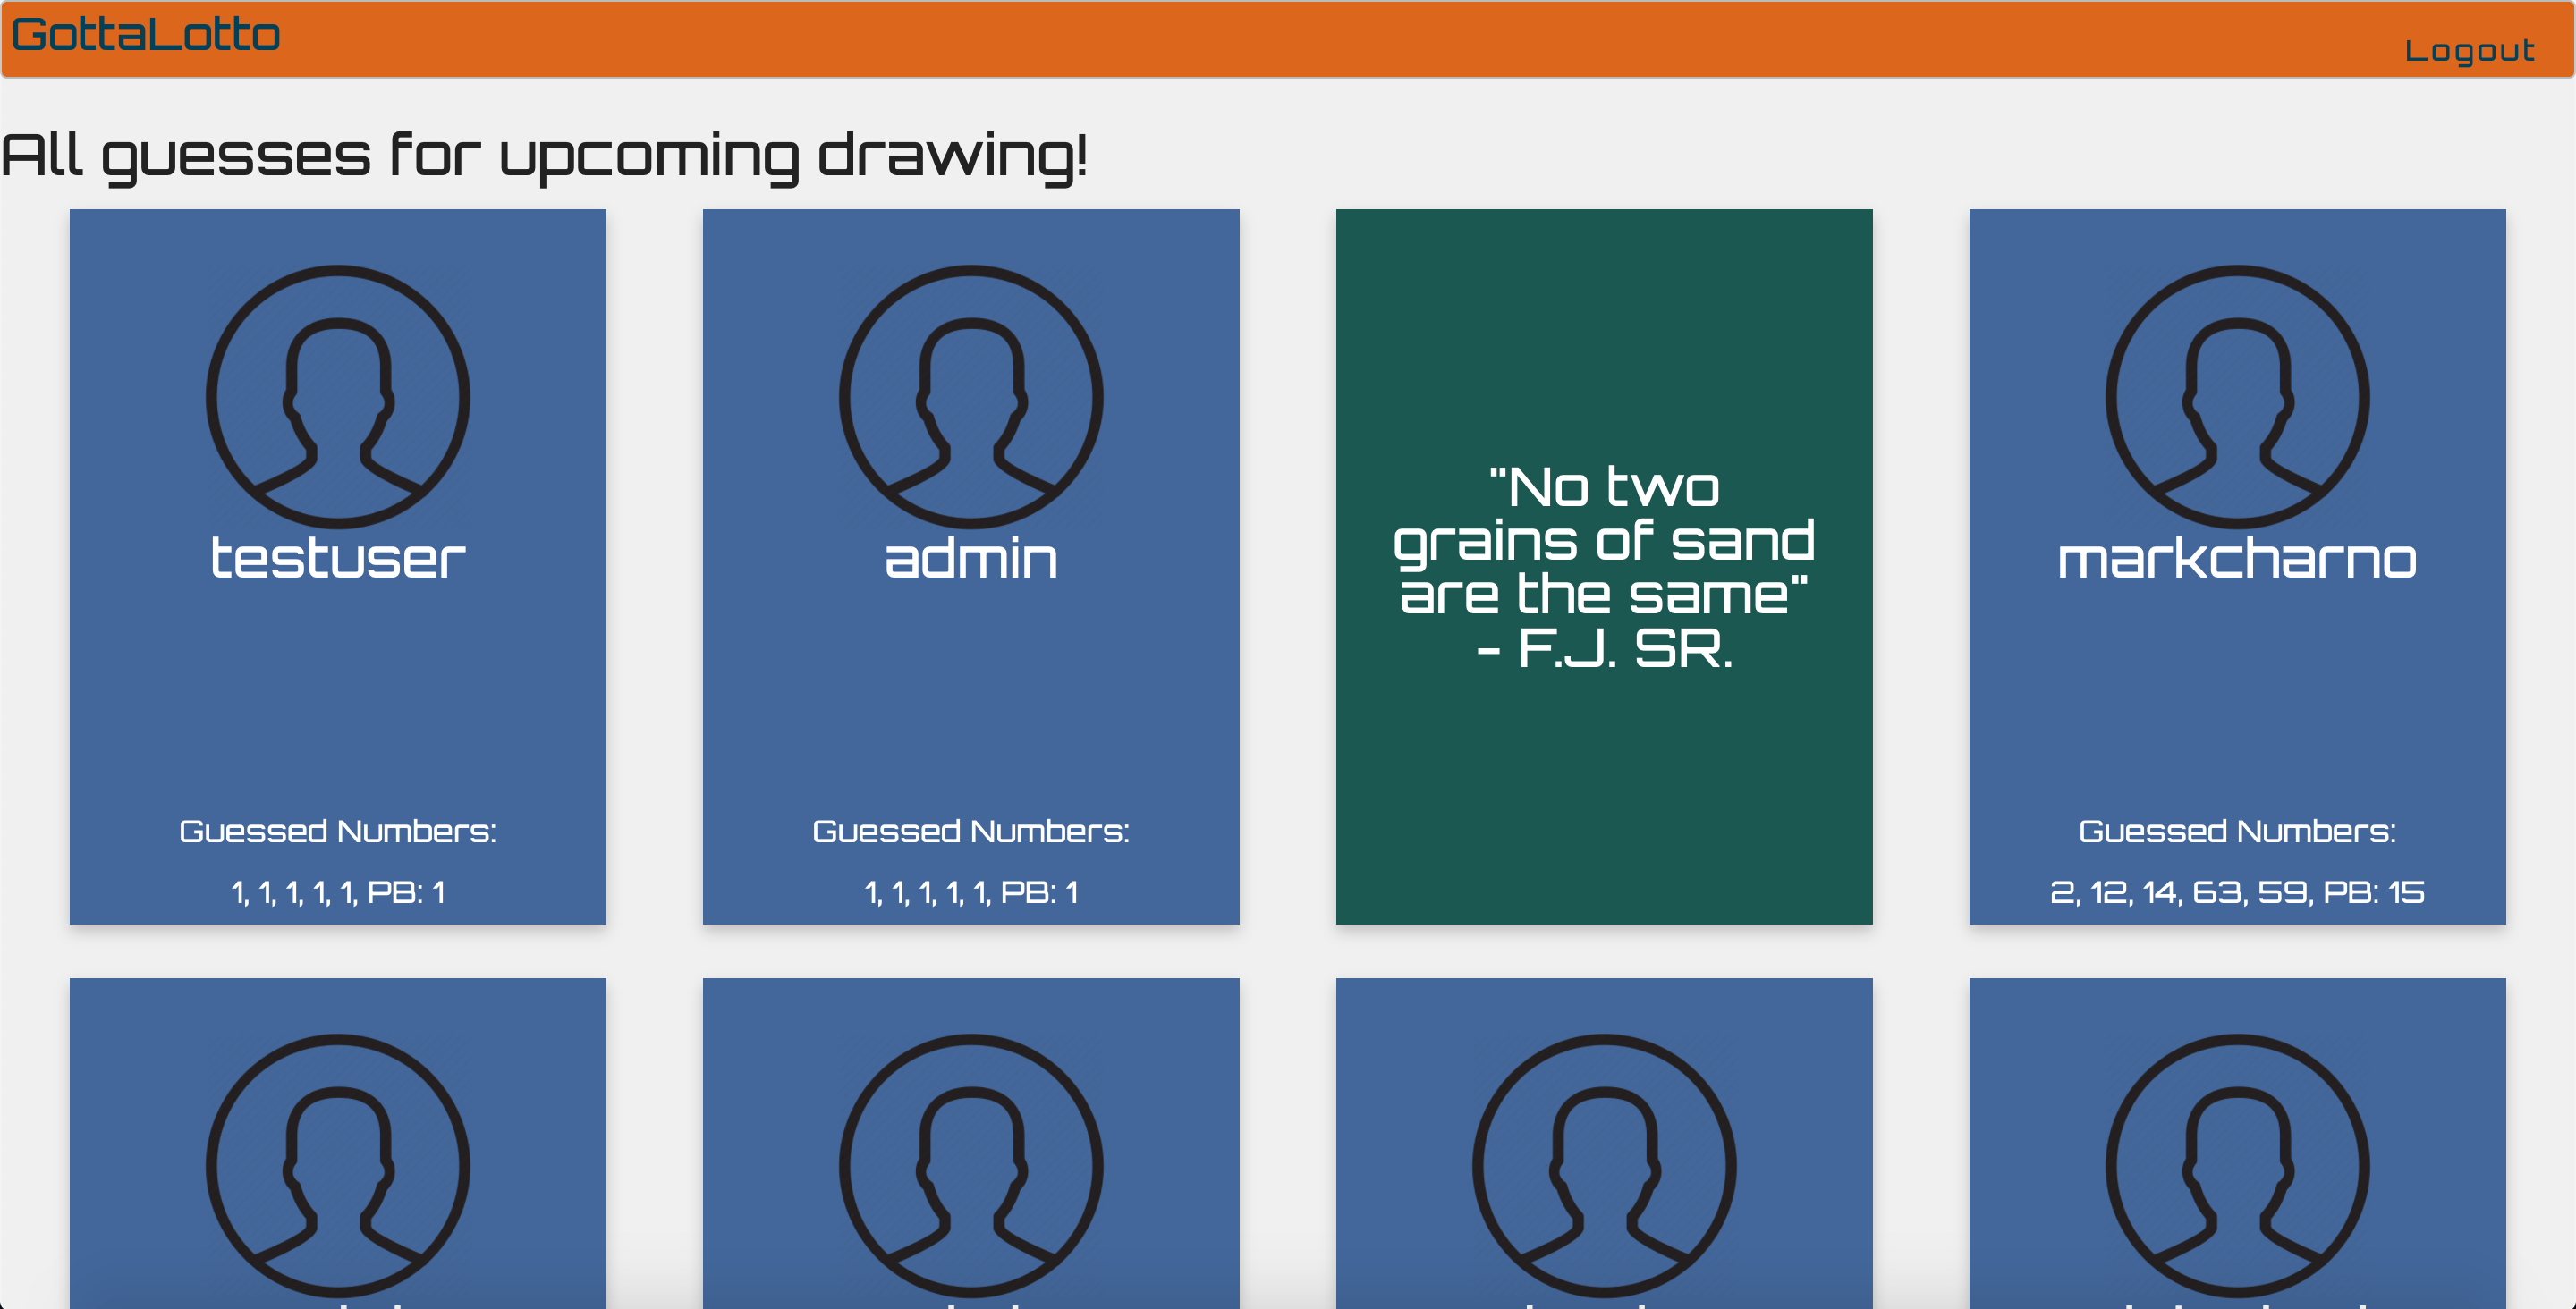 GottaLotto
Logout
All guesses for upcoming drawing!
testuser
Guessed Numbers:
1, 1, 1, 1, 1, PB: 1
admin
Guessed Numbers:
1, 1, 1, 1, 1, PB: 1
"No two
grains of sand
are the same"
- F.J. SR.
markcharno
Guessed Numbers:
2, 12, 14, 63, 59, PB: 15